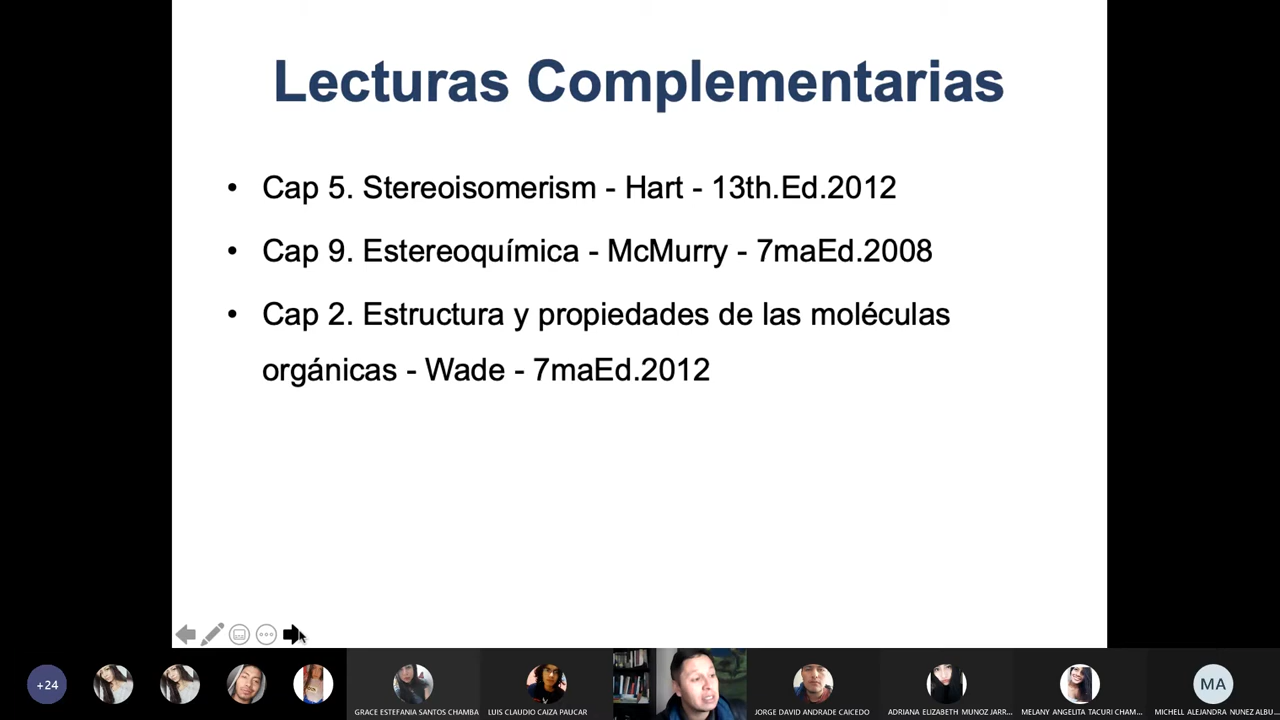 Lecturas Complementarias
• Cap 5. Stereoisomerism - Hart - 13th.Ed.2012
• Cap 9. Estereoquímica - McMurry - 7maEd.2008
• Cap 2. Estructura y propiedades de las moléculas
orgánicas - Wade - 7maEd.2012
+24
GRACE ESTEFANIA SANTOS CHAMBA
LUIS CLAUDIO CAIZA PAUCAR
JORGE DAVID ANDRADE CAICEDO
ADRIANA ELIZABETH MUNOZ JARR...
MELANY ANGELITA TACURI CHAM...
MA
MICHELL ALEJANDRA NUNEZ ALBU